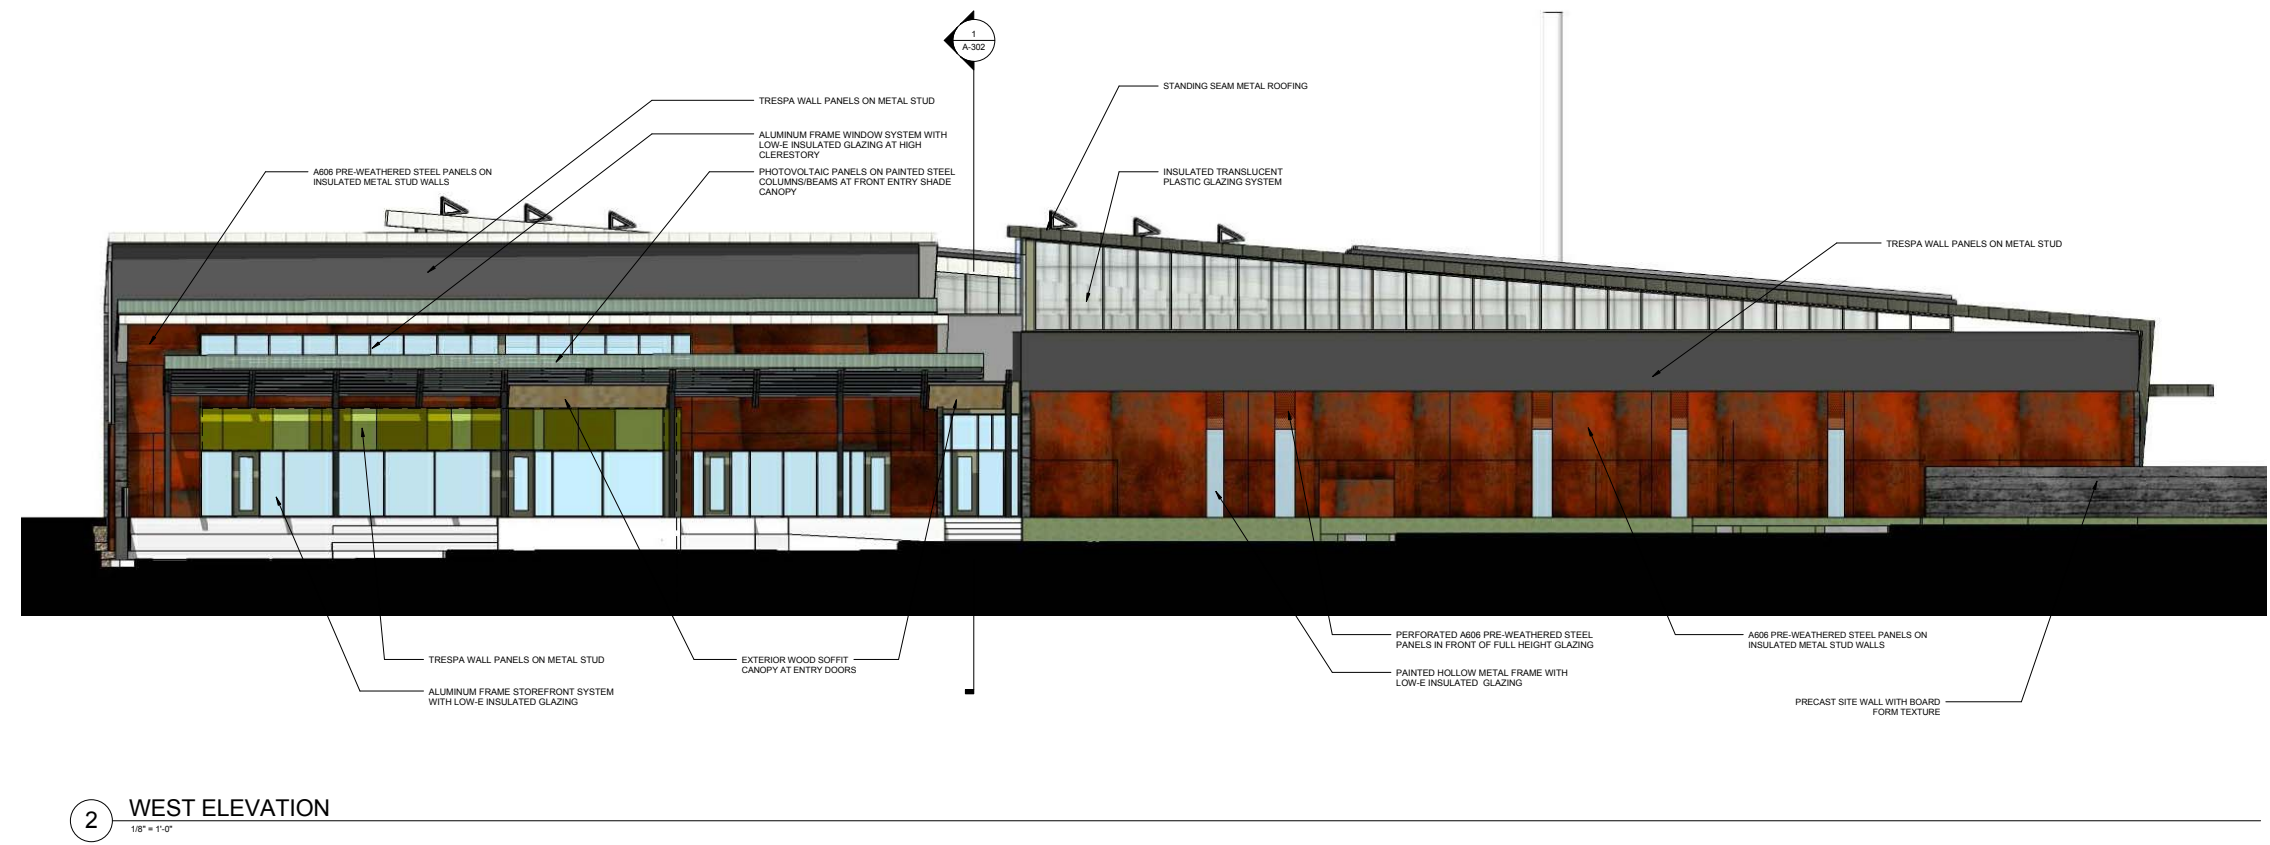 1
A-302
STANDING SEAM METAL ROOFING
TRESPA WALL PANELS ON METAL STUD
ALUMINUM FRAME WINDOW SYSTEM WITH
LOW-E INSULATED GLAZING AT HIGH
CLERESTORY
A606 PRE-WEATHERED STEEL PANELS ON
INSULATED METAL STUD WALLS
PHOTOVOLTAIC PANELS ON PAINTED STEEL
COLUMNS/BEAMS AT FRONT ENTRY SHADE
CANOPY
INSULATED TRANSLUCENT
PLASTIC GLAZING SYSTEM
TRESPA WALL PANELS ON METAL STUD
TRESPA WALL PANELS ON METAL STUD
ALUMINUM FRAME STOREFRONT SYSTEM
WITH LOW-E INSULATED GLAZING
EXTERIOR WOOD SOFFIT
CANOPY AT ENTRY DOORS
PERFORATED A606 PRE-WEATHERED STEEL
PANELS IN FRONT OF FULL HEIGHT GLAZING
PAINTED HOLLOW METAL FRAME WITH
LOW-E INSULATED GLAZING
A606 PRE-WEATHERED STEEL PANELS ON
INSULATED METAL STUD WALLS
PRECAST SITE WALL WITH BOARD
FORM TEXTURE
2
WEST ELEVATION
1/8" = 1'-0"